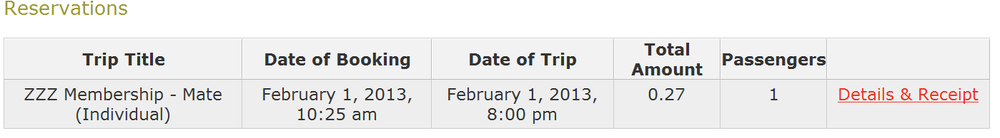 Reservations
Trip Title Date of Booking Date of Trip Total Amount Passengers
ZZZ Membership - Mate (Individual) February 1, 2013, 10:25 am February 1, 2013, 8:00 pm 0.27 1 Details & Receipt